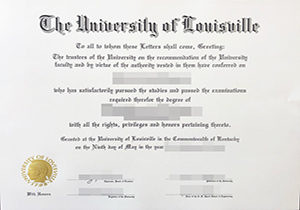 The University of Louisville
To all to whom these Letters shall come, Greeting:
The trustees of the University on the recommendation of the University
faculty and by virtue of the authority vested in them have conferred on
who has satisfactorily pursued the studies and passed the examinations
required therefor the degree of
with all the rights, privileges and honors pertaining thereto.
Granted at the University of Louisville in the Commonwealth of Kentucky
on the Ninth day of May in the year
With Honors